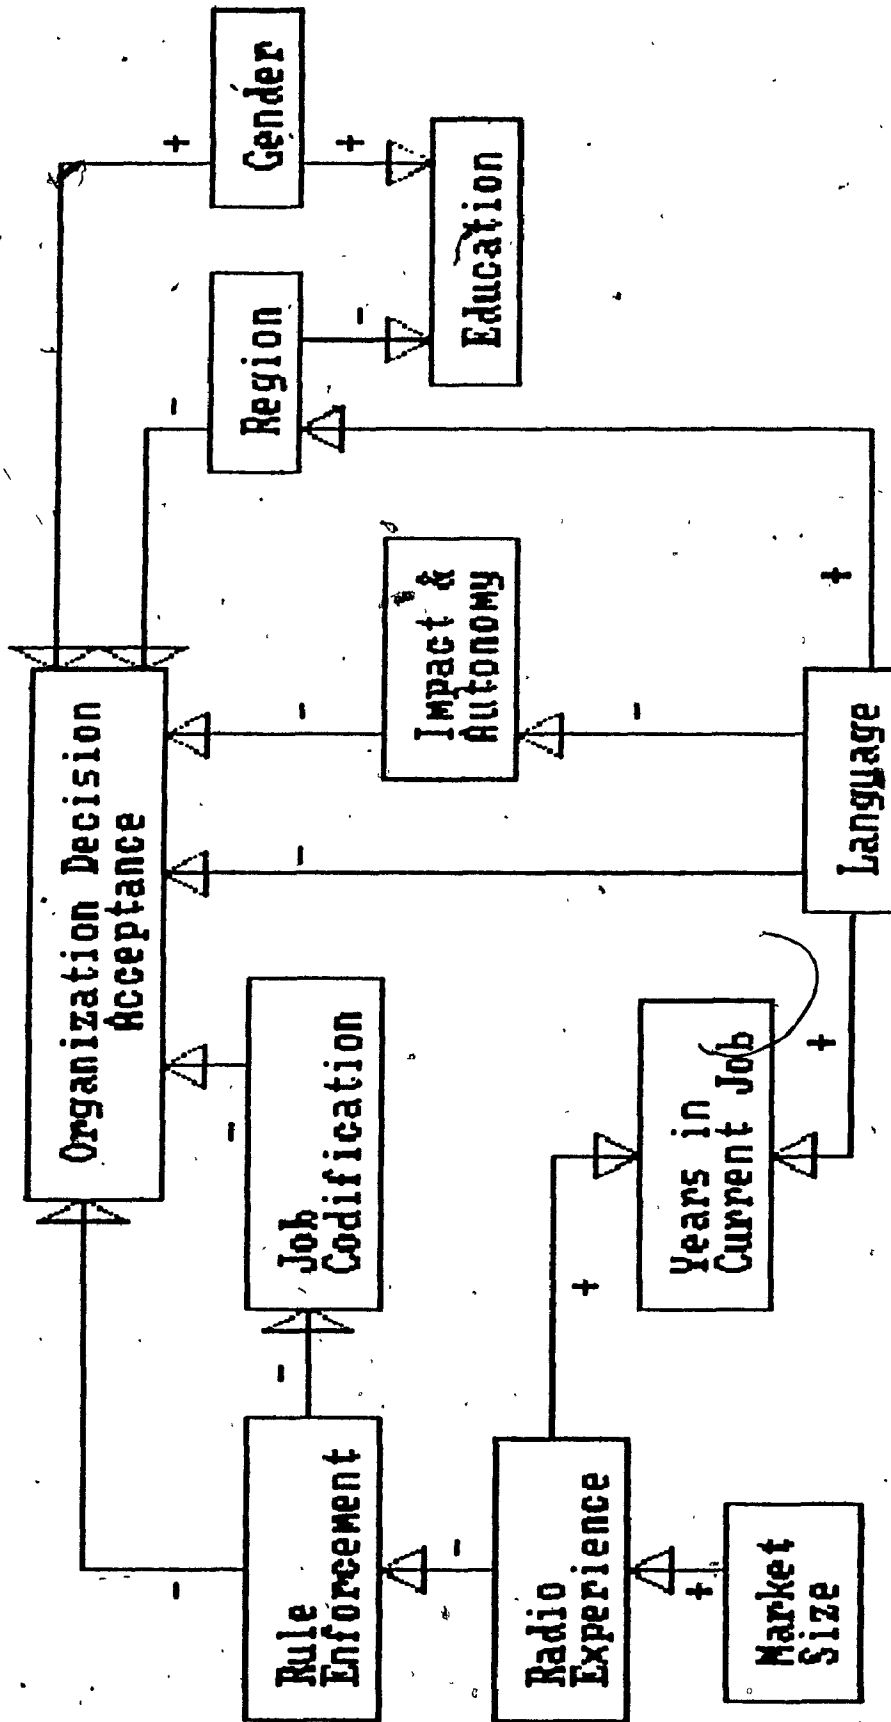 Organization Decision
Acceptance
Rule
Enforcement
-
-
Job
Codification
-
-
-
-
+
Gender
+
Region
-
Education
Impact &
Autonomy
-
Radio
Experience
-
+
Years in
Current Job
+
Market
Size
+
Language
+